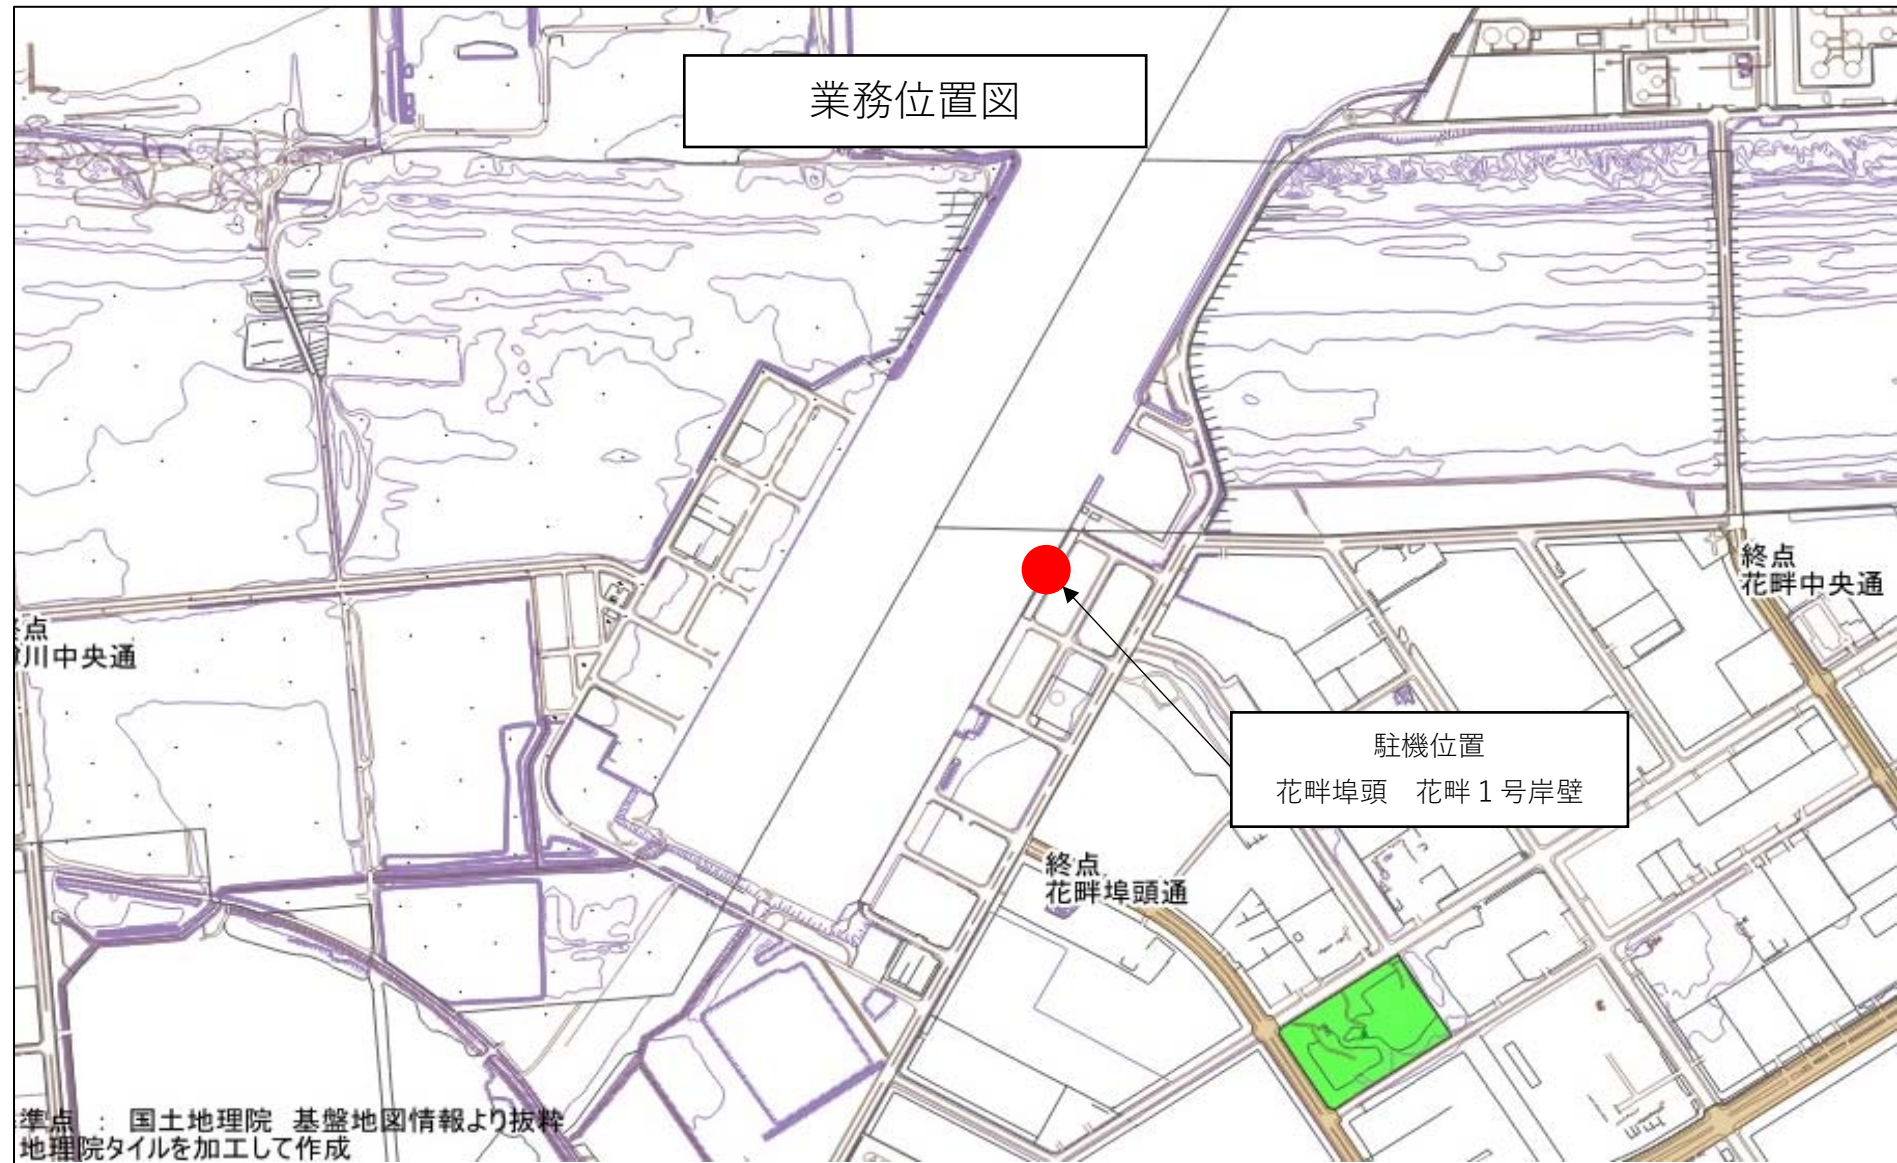 業務位置図
終点
花畔中央通
点
川中央通
駐機位置
花畔埠頭　花畔１号岸壁
終点
花畔埠頭通
準点 ： 国土地理院 基盤地図情報より抜粋
地理院タイルを加工して作成